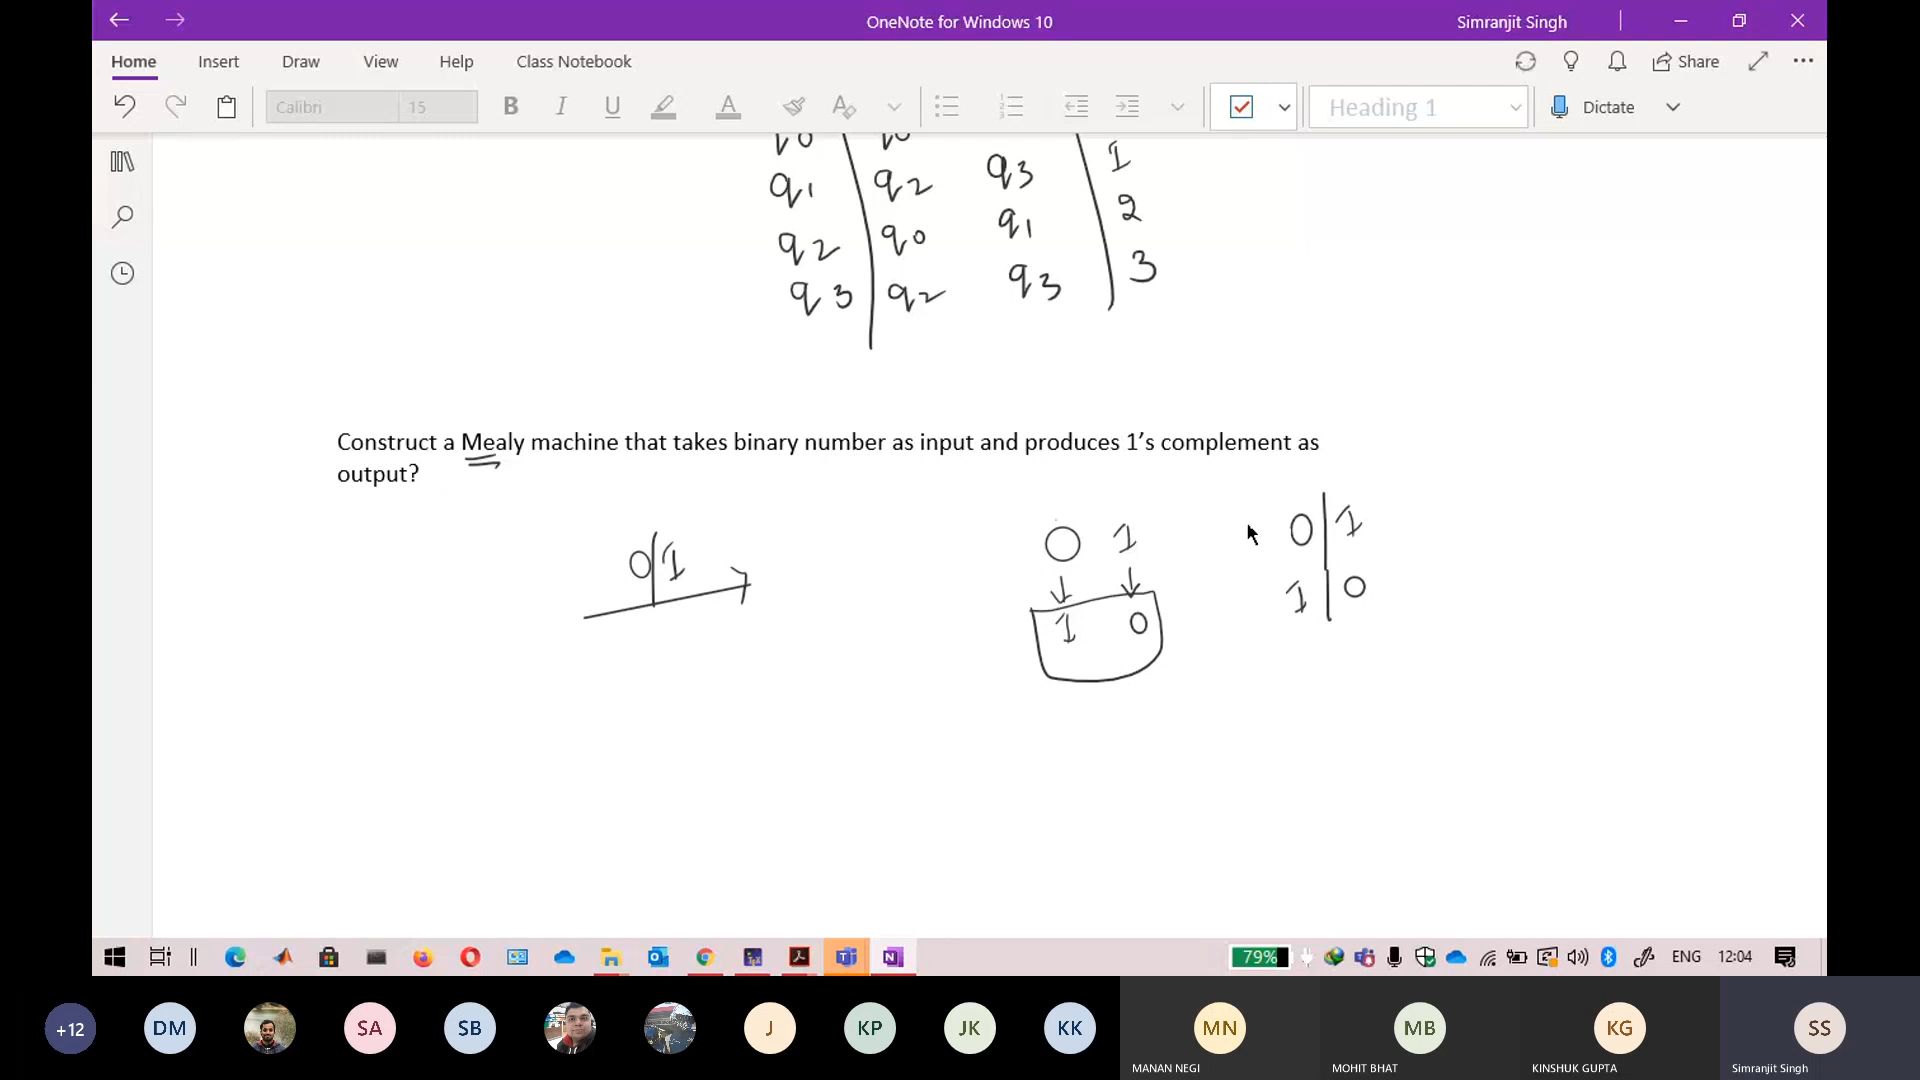 OneNote for Windows 10
Simranjit Singh
Home Insert Draw View Help Class Notebook Share
Calibri 15 B I U A Heading 1 Dictate
q0 q0
q1 q2 q3 1
q2 q0 q1 2
q3 q2 q3 3
Construct a Mealy machine that takes binary number as input and produces 1's complement as
output?
0|1
0 1
1 0
0|1
1|0
79% ENG 12:04
+12 DM SA SB J KP JK KK MN MB KG SS
MANAN NEGI MOHIT BHAT KINSHUK GUPTA Simranjit Singh